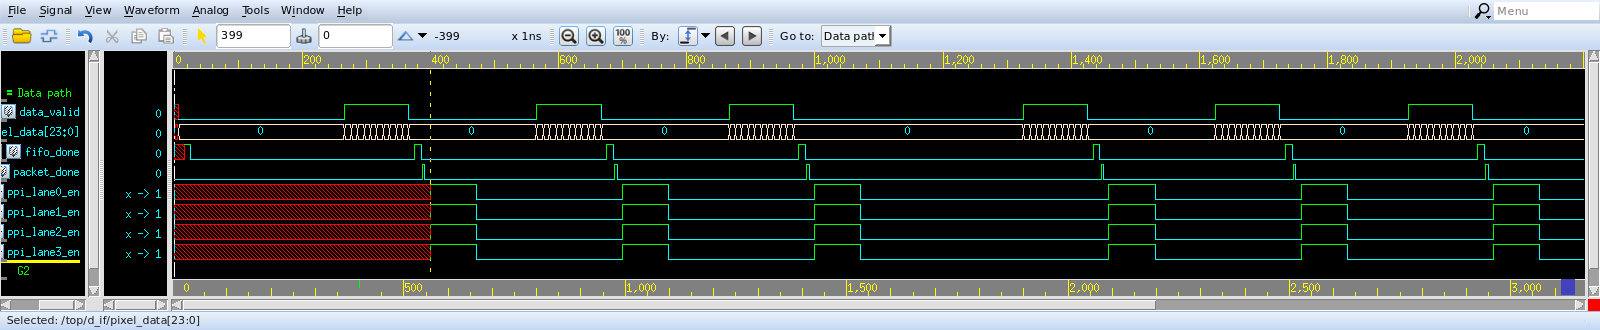 File Signal View Waveform Analog Tools Window Help Menu
399 0 -399 x 1ns 100 % By: Go to: Data path
0 200 400 600 800 1,000 1,200 1,400 1,600 1,800 2,000
= Data path
data_valid 0
el_data[23:0] 0 0 0 0 0 0 0 0
fifo_done 0
packet_done 0
ppi_lane0_en x -> 1
ppi_lane1_en x -> 1
ppi_lane2_en x -> 1
ppi_lane3_en x -> 1
G2
0 500 1,000 1,500 2,000 2,500 3,000
Selected: /top/d_if/pixel_data[23:0]